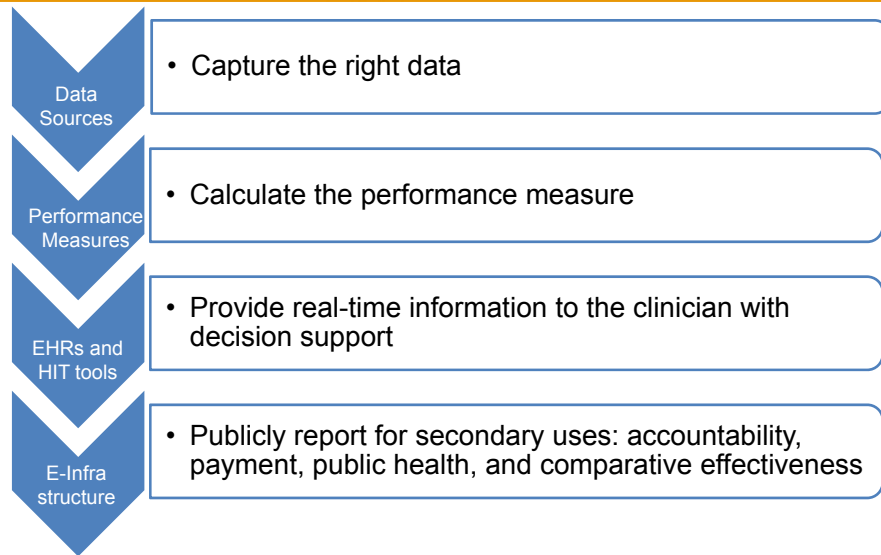 Data
Sources
• Capture the right data
Performance
Measures
• Calculate the performance measure
EHRs and
HIT tools
• Provide real-time information to the clinician with
decision support
E-Infra
structure
• Publicly report for secondary uses: accountability,
payment, public health, and comparative effectiveness